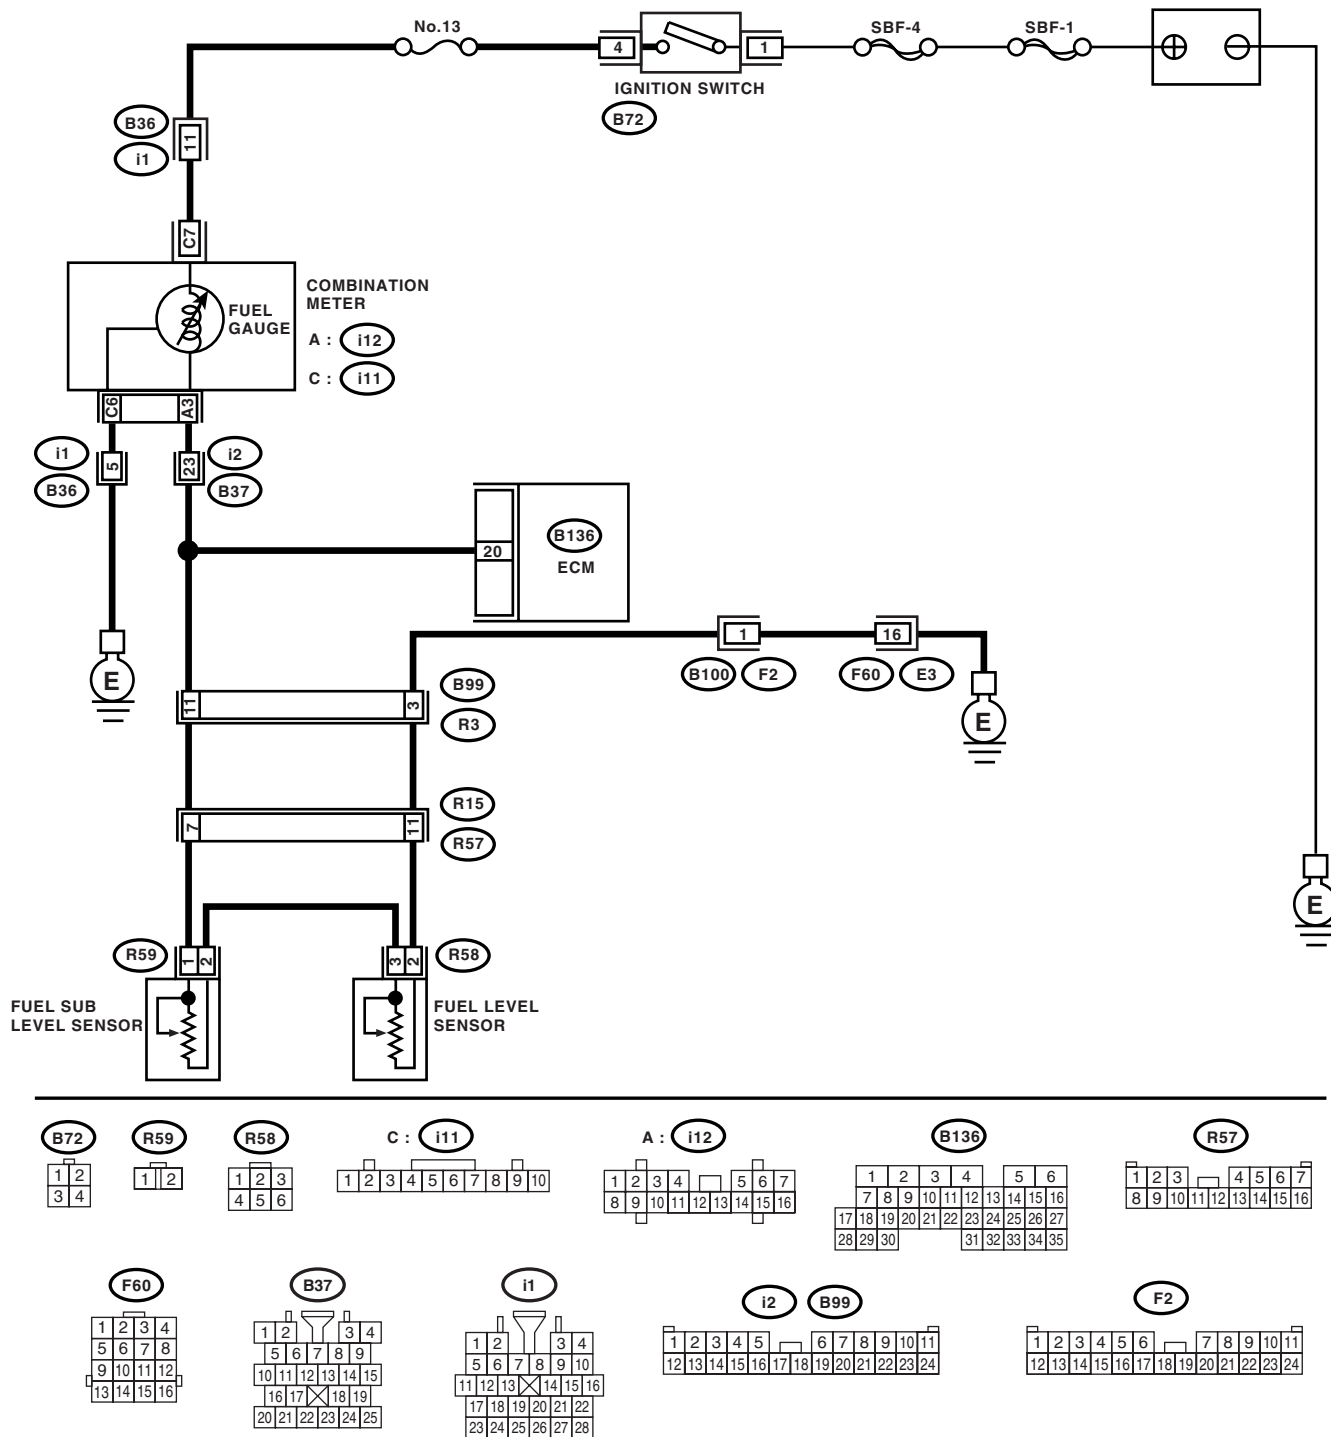 No.13
SBF-4
SBF-1
4
1
IGNITION SWITCH
B72
B36
i1
11
C7
COMBINATION
METER
FUEL
GAUGE
A : i12
C : i11
C6
A3
i1
B36
5
23
i2
B37
20
B136
ECM
1
16
B100
F2
F60
E3
E
E
11
3
B99
R3
7
11
R15
R57
E
R59
1
2
3
2
R58
FUEL SUB
LEVEL SENSOR
FUEL LEVEL
SENSOR
B72
1 2
3 4
R59
1 2
R58
1 2 3
4 5 6
C : i11
1 2 3 4 5 6 7 8 9 10
A : i12
1 2 3 4 5 6 7
8 9 10 11 12 13 14 15 16
B136
1 2 3 4 5 6
7 8 9 10 11 12 13 14 15 16
17 18 19 20 21 22 23 24 25 26 27
28 29 30 31 32 33 34 35
R57
1 2 3 4 5 6 7
8 9 10 11 12 13 14 15 16
F60
1 2 3 4
5 6 7 8
9 10 11 12
13 14 15 16
B37
1 2 3 4
5 6 7 8 9
10 11 12 13 14 15
16 17 18 19
20 21 22 23 24 25
i1
1 2 3 4
5 6 7 8 9 10
11 12 13 14 15 16
17 18 19 20 21 22
23 24 25 26 27 28
i2 B99
1 2 3 4 5 6 7 8 9 10 11
12 13 14 15 16 17 18 19 20 21 22 23 24
F2
1 2 3 4 5 6 7 8 9 10 11
12 13 14 15 16 17 18 19 20 21 22 23 24